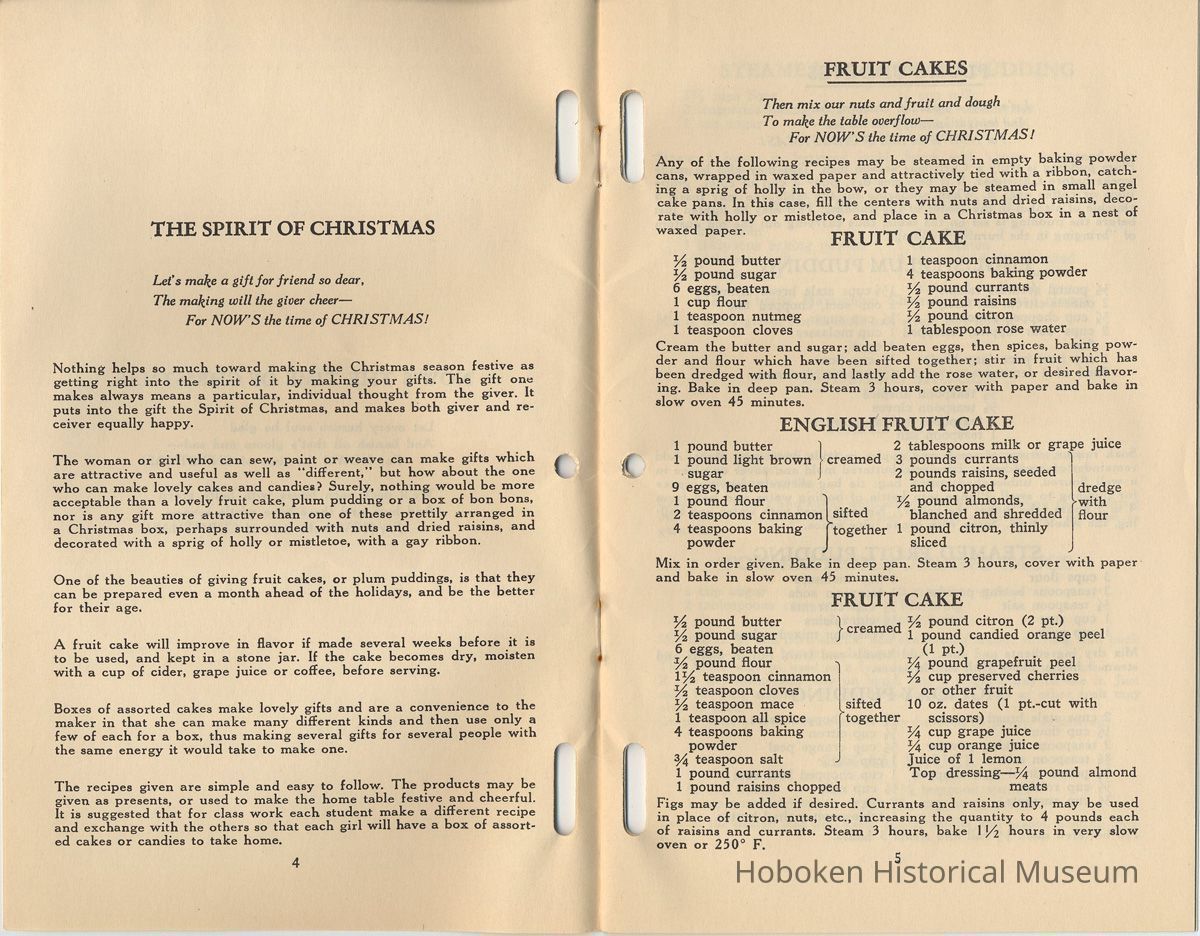 THE SPIRIT OF CHRISTMAS
Let's make a gift for friend so dear,
The making will the giver cheer—
For NOW'S the time of CHRISTMAS!
Nothing helps so much toward making the Christmas season festive as
getting right into the spirit of it by making your gifts. The gift one
makes always means a particular, individual thought from the giver. It
puts into the gift the Spirit of Christmas, and makes both giver and re-
ceiver equally happy.
The woman or girl who can sew, paint or weave can make gifts which
are attractive and useful as well as "different," but how about the one
who can make lovely cakes and candies? Surely, nothing would be more
acceptable than a lovely fruit cake, plum pudding or a box of bon bons,
nor is any gift more attractive than one of these prettily arranged in
a Christmas box, perhaps surrounded with nuts and dried raisins, and
decorated with a sprig of holly or mistletoe, with a gay ribbon.
One of the beauties of giving fruit cakes, or plum puddings, is that they
can be prepared even a month ahead of the holidays, and be the better
for their age.
A fruit cake will improve in flavor if made several weeks before it is
to be used, and kept in a stone jar. If the cake becomes dry, moisten
with a cup of cider, grape juice or coffee, before serving.
Boxes of assorted cakes make lovely gifts and are a convenience to the
maker in that she can make many different kinds and then use only a
few of each for a box, thus making several gifts for several people with
the same energy it would take to make one.
The recipes given are simple and easy to follow. The products may be
given as presents, or used to make the home table festive and cheerful.
It is suggested that for class work each student make a different recipe
and exchange with the others so that each girl will have a box of assort-
ed cakes or candies to take home.
4
FRUIT CAKES
Then mix our nuts and fruit and dough
To make the table overflow—
For NOW'S the time of CHRISTMAS!
Any of the following recipes may be steamed in empty baking powder
cans, wrapped in waxed paper and attractively tied with a ribbon, catch-
ing a sprig of holly in the bow, or they may be steamed in small angel
cake pans. In this case, fill the centers with nuts and dried raisins, deco-
rate with holly or mistletoe, and place in a Christmas box in a nest of
waxed paper.
FRUIT CAKE
½ pound butter
½ pound sugar
6 eggs, beaten
1 cup flour
1 teaspoon nutmeg
1 teaspoon cloves
1 teaspoon cinnamon
4 teaspoons baking powder
½ pound currants
½ pound raisins
½ pound citron
1 tablespoon rose water
Cream the butter and sugar; add beaten eggs, then spices, baking pow-
der and flour which have been sifted together; stir in fruit which has
been dredged with flour, and lastly add the rose water, or desired flavor-
ing. Bake in deep pan. Steam 3 hours, cover with paper and bake in
slow oven 45 minutes.
ENGLISH FRUIT CAKE
1 pound butter
1 pound light brown
sugar
creamed
9 eggs, beaten
1 pound flour
2 teaspoons cinnamon
4 teaspoons baking
powder
sifted
together
2 tablespoons milk or grape juice
3 pounds currants
2 pounds raisins, seeded
and chopped
½ pound almonds,
blanched and shredded
1 pound citron, thinly
sliced
dredge
with
flour
Mix in order given. Bake in deep pan. Steam 3 hours, cover with paper
and bake in slow oven 45 minutes.
FRUIT CAKE
½ pound butter
½ pound sugar
creamed
6 eggs, beaten
½ pound flour
1½ teaspoon cinnamon
½ teaspoon cloves
½ teaspoon mace
1 teaspoon all spice
4 teaspoons baking
powder
¾ teaspoon salt
sifted
together
1 pound currants
1 pound raisins chopped
½ pound citron (2 pt.)
1 pound candied orange peel
(1 pt.)
¼ pound grapefruit peel
½ cup preserved cherries
or other fruit
10 oz. dates (1 pt.-cut with
scissors)
¼ cup grape juice
¼ cup orange juice
Juice of 1 lemon
Top dressing—¼ pound almond
meats
Figs may be added if desired. Currants and raisins only, may be used
in place of citron, nuts, etc., increasing the quantity to 4 pounds each
of raisins and currants. Steam 3 hours, bake 1½ hours in very slow
oven or 250° F.
5
Hoboken Historical Museum